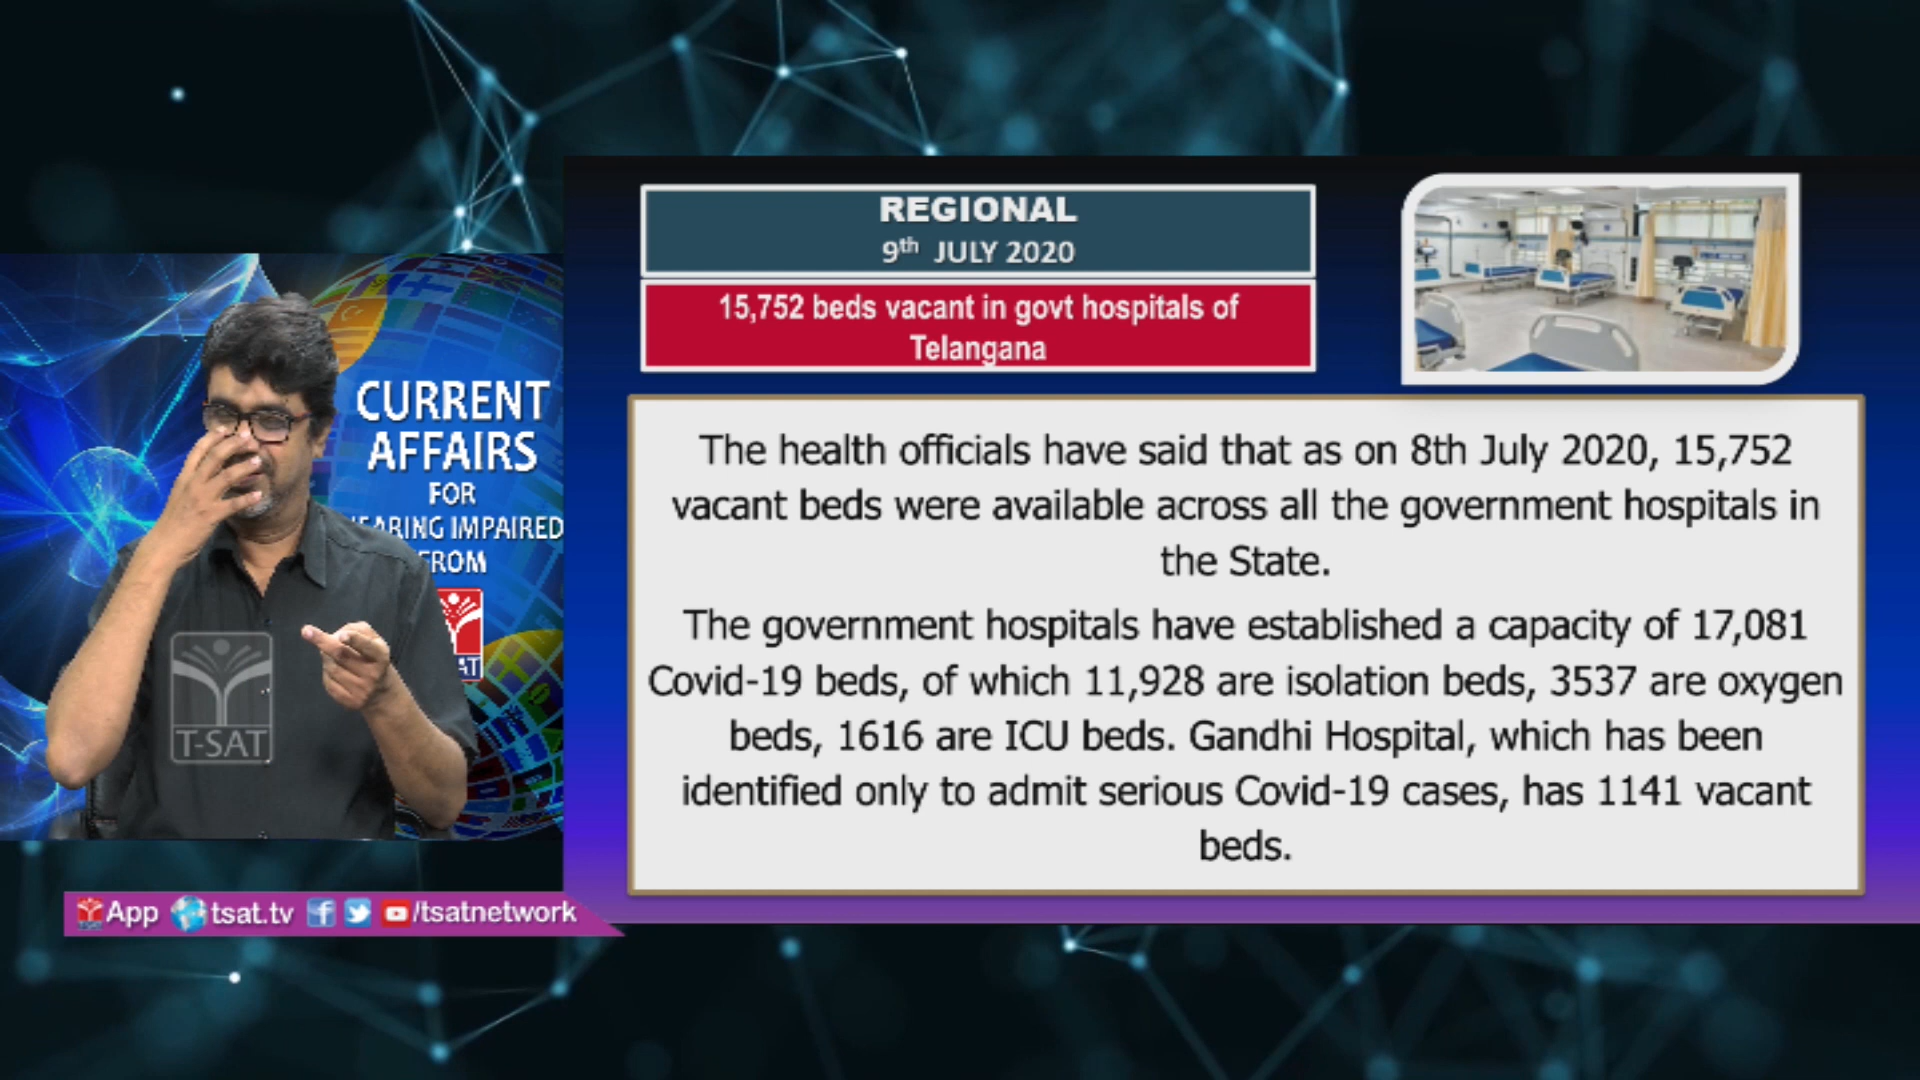 REGIONAL
9th JULY 2020
15,752 beds vacant in govt hospitals of
Telangana
The health officials have said that as on 8th July 2020, 15,752
vacant beds were available across all the government hospitals in
the State.
The government hospitals have established a capacity of 17,081
Covid-19 beds, of which 11,928 are isolation beds, 3537 are oxygen
beds, 1616 are ICU beds. Gandhi Hospital, which has been
identified only to admit serious Covid-19 cases, has 1141 vacant
beds.
CURRENT
AFFAIRS
FOR
EARING IMPAIRED
FROM
AT
T-SAT
App tsat.tv /tsatnetwork